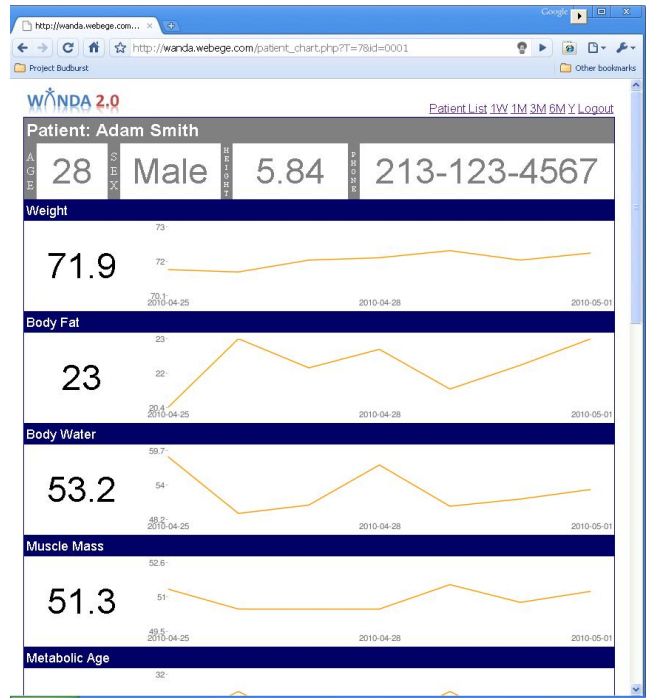 Google
http://wanda.webege.com...
http://wanda.webege.com/patient_chart.php?T=7&id=0001
Project Budburst
Other bookmarks
WANDA 2.0
Patient List 1W 1M 3M 6M Y Logout
Patient: Adam Smith
AGE 28 SEX Male HEIGHT 5.84 PHONE 213-123-4567
Weight
73
71.9
72
70.1
2010-04-25 2010-04-28 2010-05-01
Body Fat
23
23
22
20.4
2010-04-25 2010-04-28 2010-05-01
Body Water
59.7
53.2
54
48.2
2010-04-25 2010-04-28 2010-05-01
Muscle Mass
52.6
51.3
51
49.5
2010-04-25 2010-04-28 2010-05-01
Metabolic Age
32